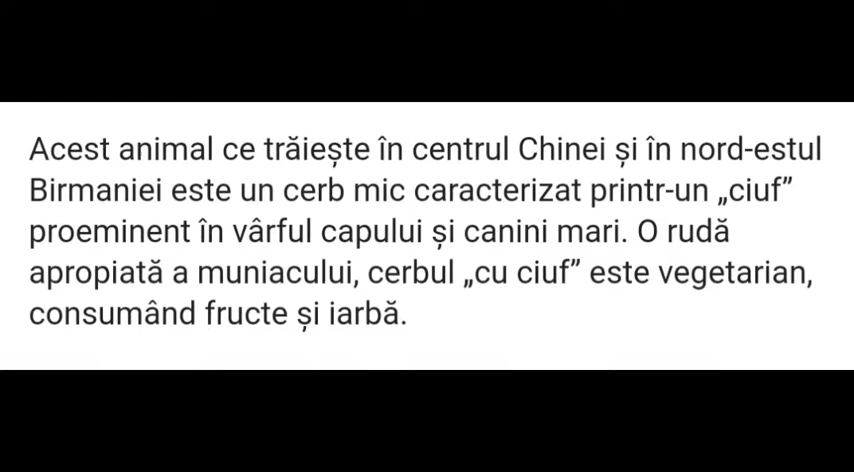 Acest animal ce trăiește în centrul Chinei și în nord-estul
Birmaniei este un cerb mic caracterizat printr-un „ciuf”
proeminent în vârful capului și canini mari. O rudă
apropiată a muniacului, cerbul „cu ciuf” este vegetarian,
consumând fructe și iarbă.